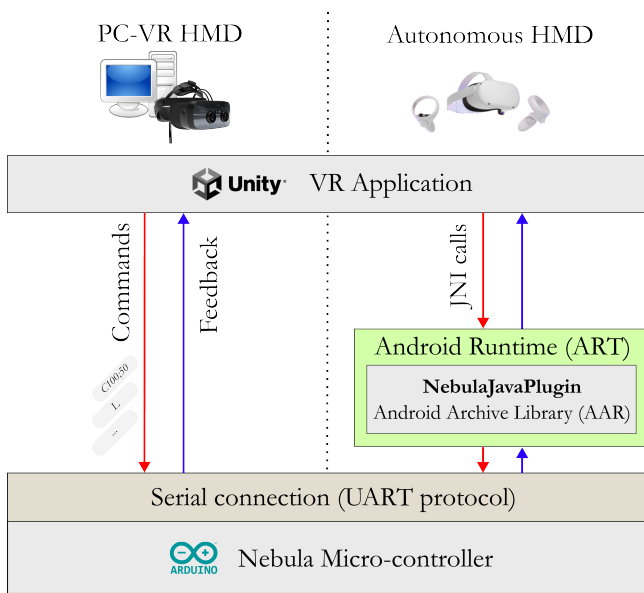 PC-VR HMD
Autonomous HMD
Unity VR Application
Commands
Feedback
JNI calls
C100;50
L
...
Android Runtime (ART)
NebulaJavaPlugin
Android Archive Library (AAR)
Serial connection (UART protocol)
ARDUINO
Nebula Micro-controller